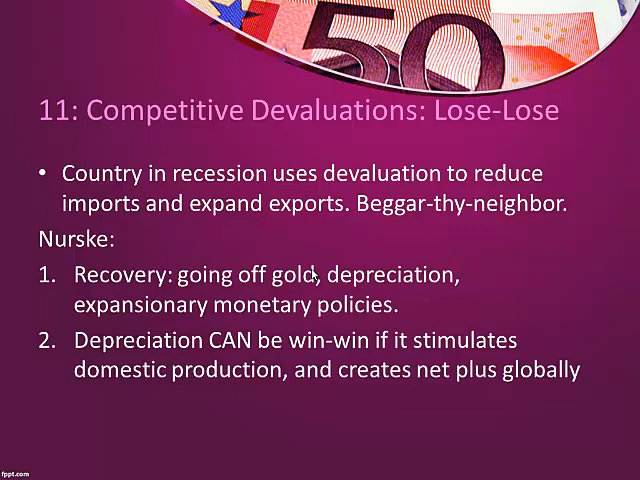 50
11: Competitive Devaluations: Lose-Lose
• Country in recession uses devaluation to reduce
imports and expand exports. Beggar-thy-neighbor.
Nurske:
1. Recovery: going off gold, depreciation,
expansionary monetary policies.
2. Depreciation CAN be win-win if it stimulates
domestic production, and creates net plus globally
fppt.com